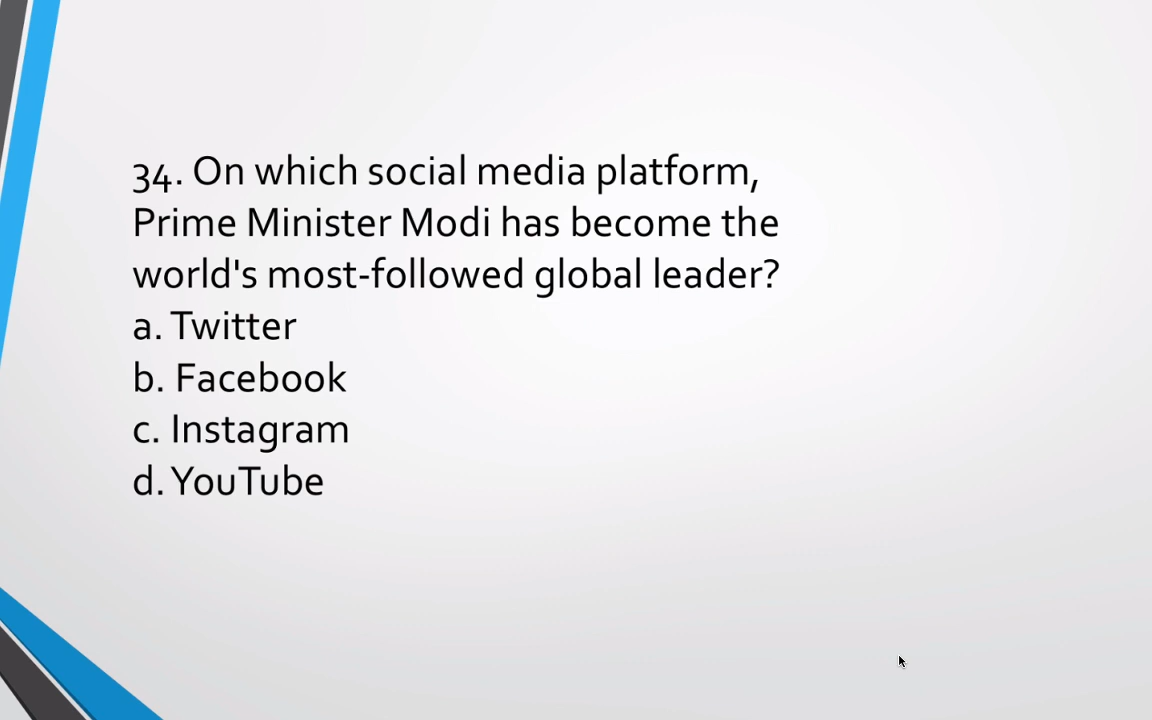 34. On which social media platform,
Prime Minister Modi has become the
world's most-followed global leader?
a. Twitter
b. Facebook
c. Instagram
d. YouTube